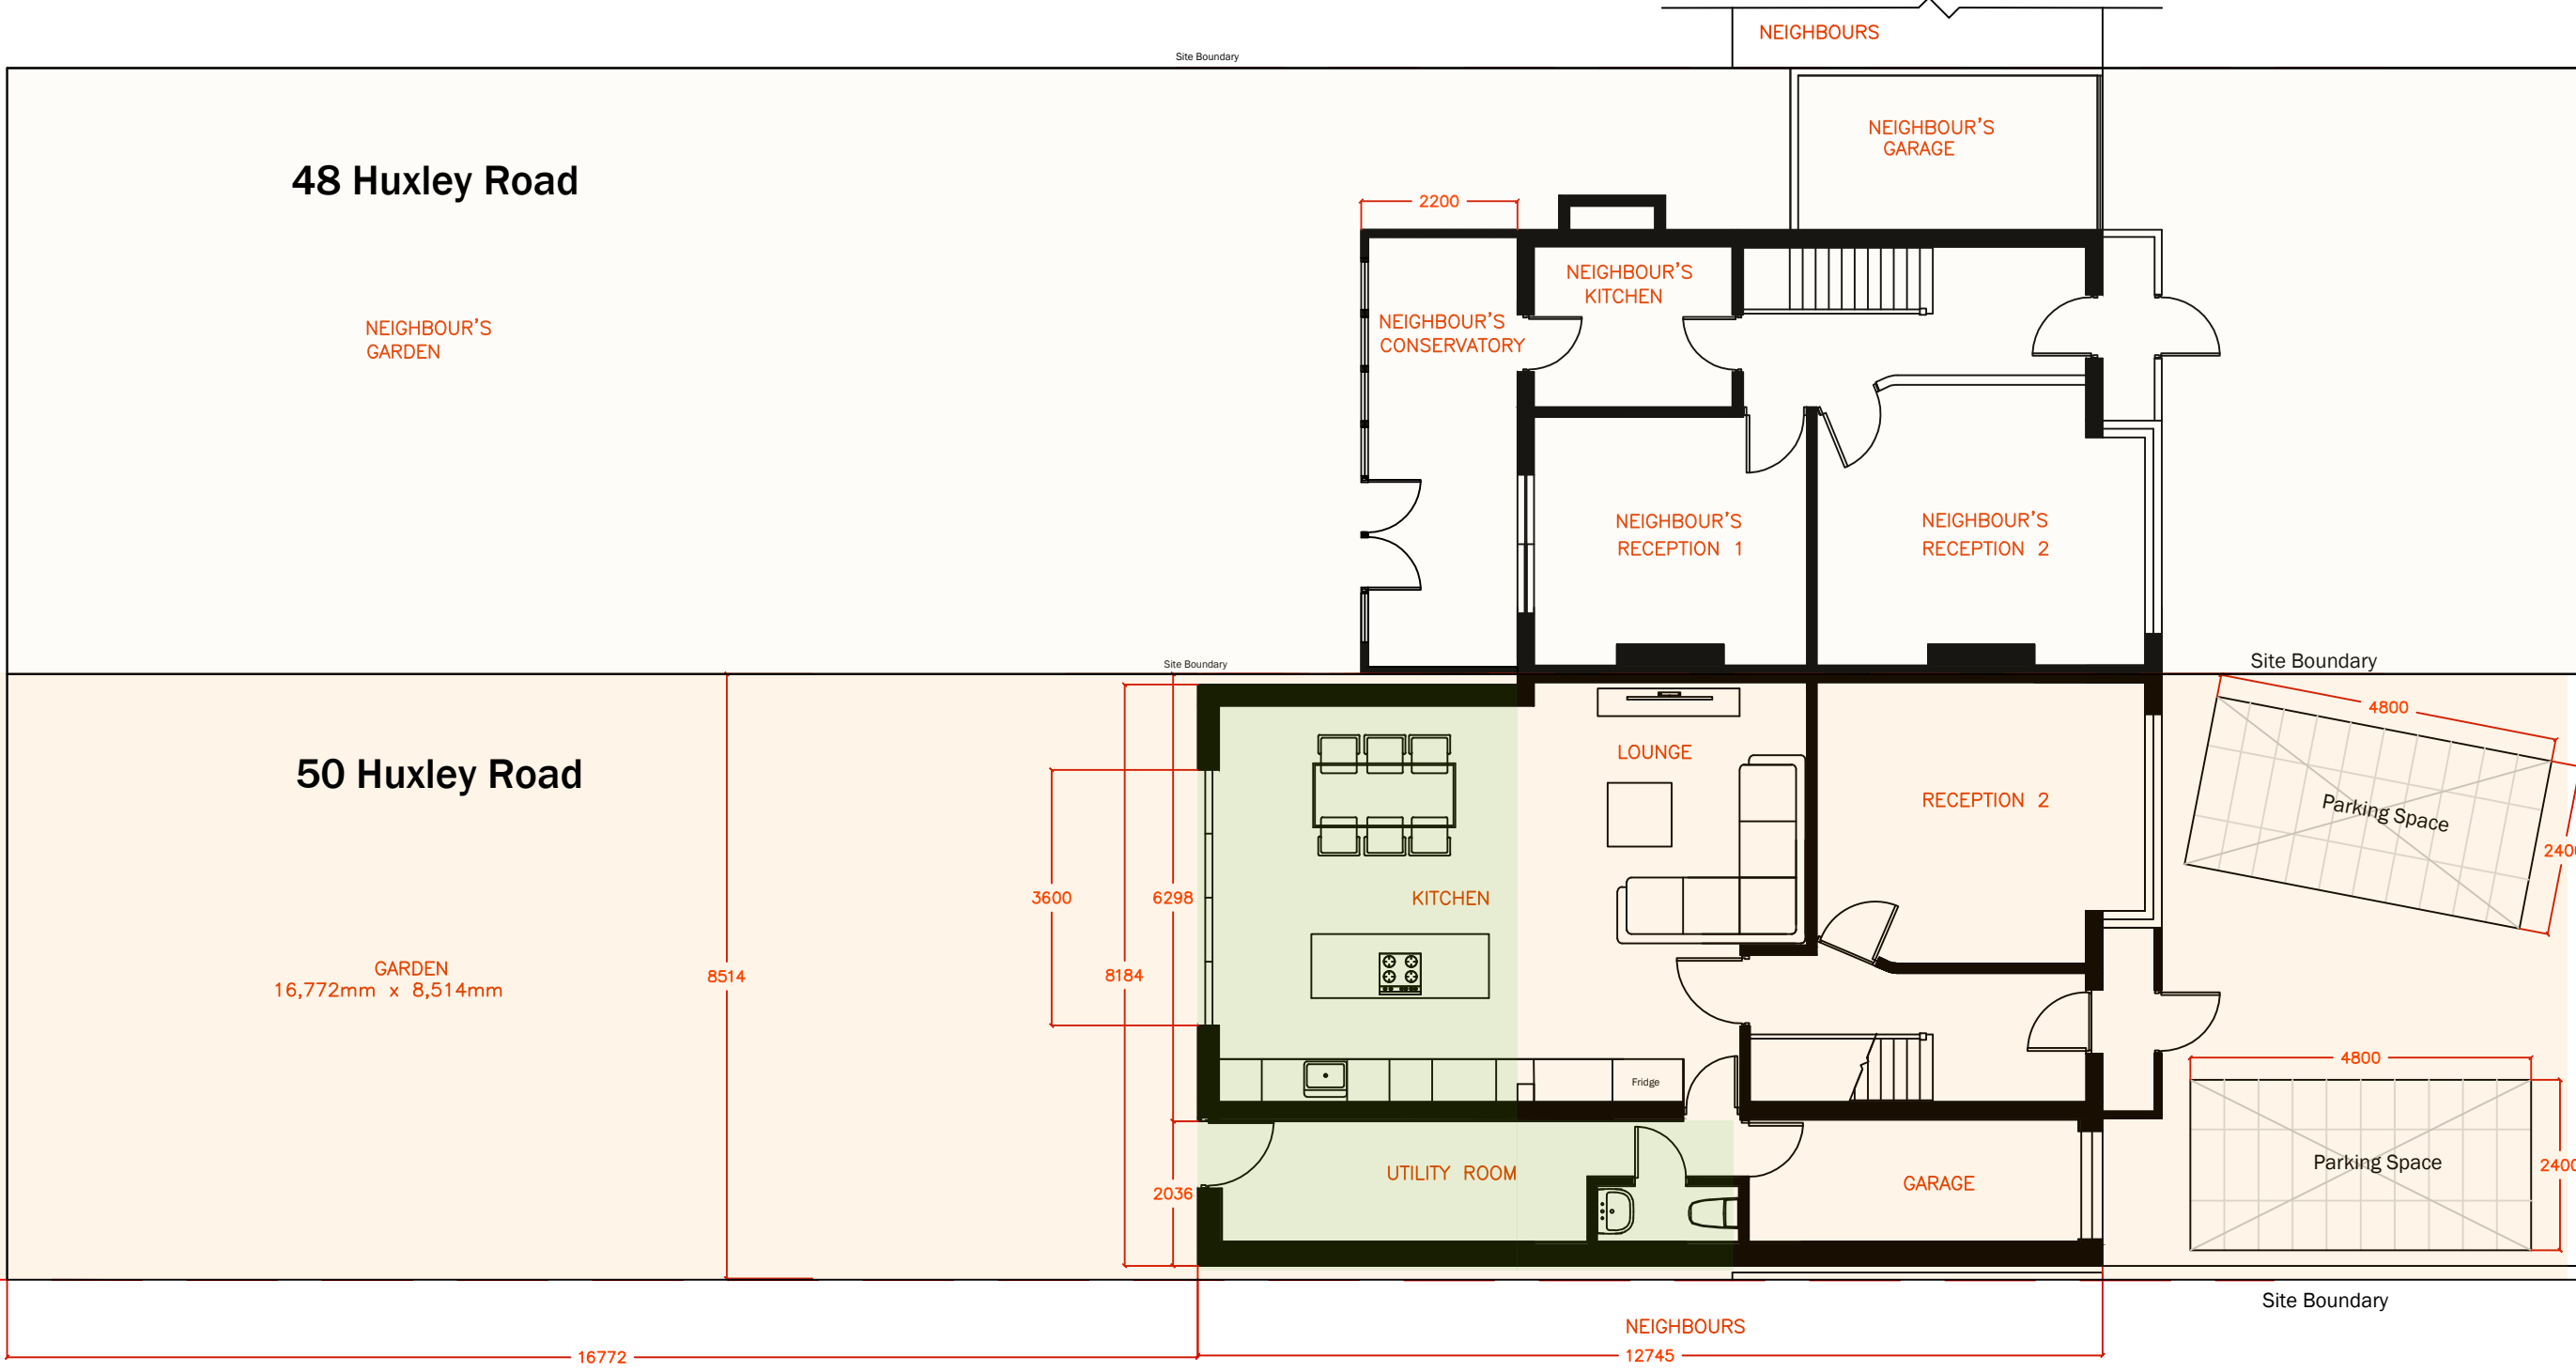 NEIGHBOURS
Site Boundary
NEIGHBOUR'S
GARAGE
48 Huxley Road
2200
NEIGHBOUR'S
KITCHEN
NEIGHBOUR'S
GARDEN
NEIGHBOUR'S
CONSERVATORY
NEIGHBOUR'S
RECEPTION 1
NEIGHBOUR'S
RECEPTION 2
Site Boundary
Site Boundary
4800
50 Huxley Road
LOUNGE
RECEPTION 2
Parking Space
240
3600
6298
KITCHEN
GARDEN
16,772mm x 8,514mm
8514
8184
4800
Fridge
Parking Space
2400
2036
UTILITY ROOM
GARAGE
Site Boundary
NEIGHBOURS
16772
12745